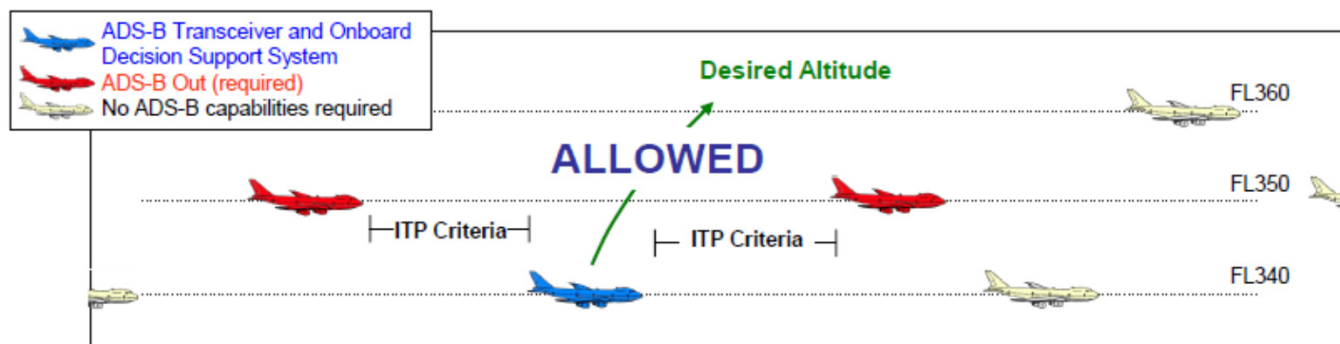 ADS-B Transceiver and Onboard
Decision Support System
ADS-B Out (required)
No ADS-B capabilities required
Desired Altitude
FL360
ALLOWED
FL350
ITP Criteria
ITP Criteria
FL340